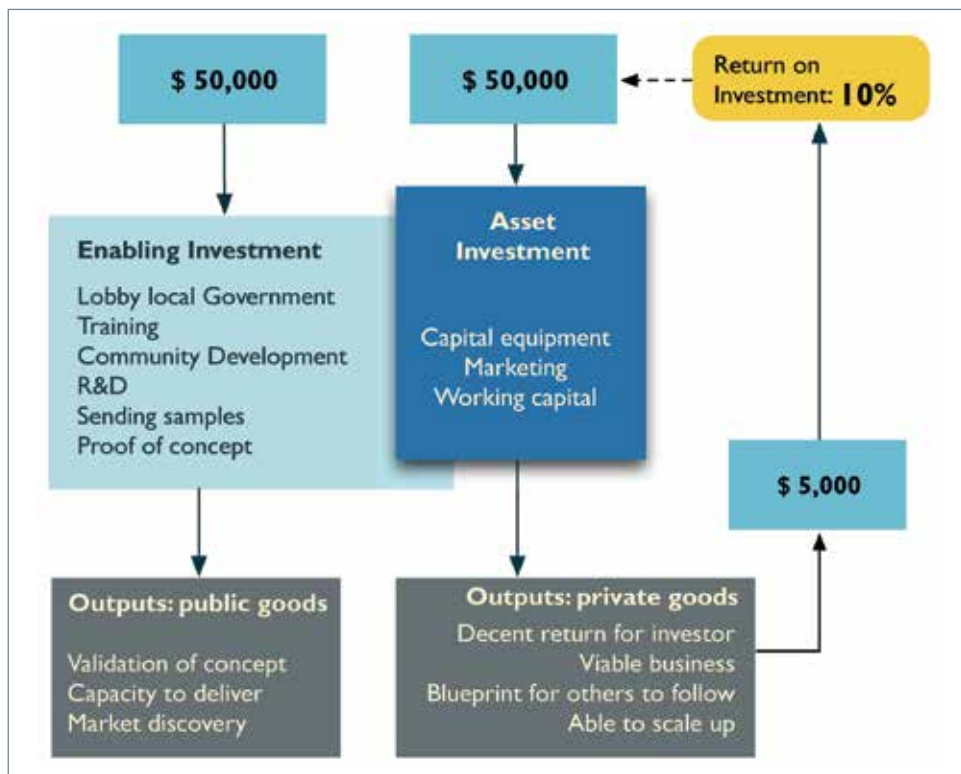 $ 50,000
$ 50,000
Return on
Investment: 10%
Enabling Investment
Lobby local Government
Training
Community Development
R&D
Sending samples
Proof of concept
Asset
Investment
Capital equipment
Marketing
Working capital
$ 5,000
Outputs: public goods
Validation of concept
Capacity to deliver
Market discovery
Outputs: private goods
Decent return for investor
Viable business
Blueprint for others to follow
Able to scale up